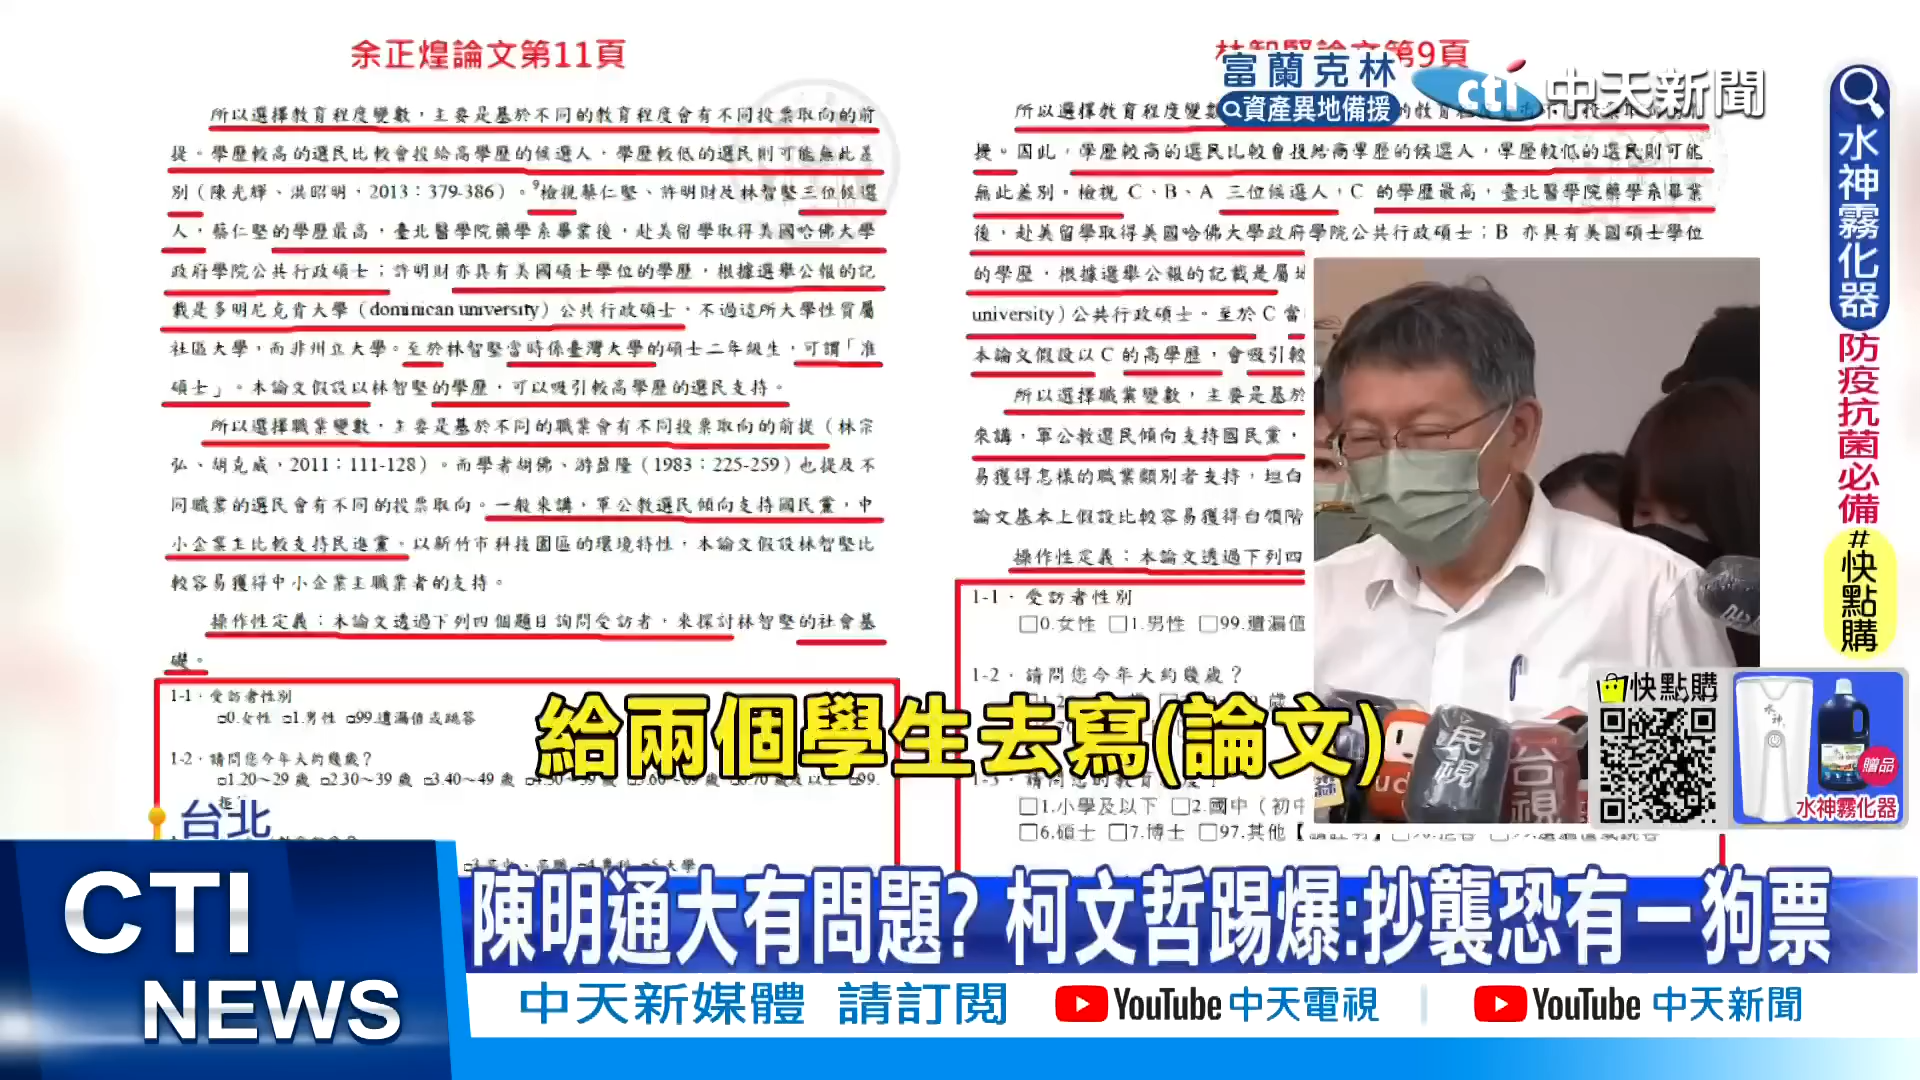 余正煌論文第11頁
所以選擇教育程度變數，主要是基於不同的教育程度會有不同投票取向的前
提。學歷較高的選民比較會投給高學歷的候選人，學歷較低的選民則可能無此差
別（陳光輝、洪昭明，2013：379-386）。9檢視蔡仁堅、許明財及林智堅三位候選
人，蔡仁堅的學歷最高，臺北醫學院藥學系畢業後，赴美留學取得美國哈佛大學
政府學院公共行政碩士；許明財亦具有美國碩士學位的學歷，根據選舉公報的記
載是多明尼克肯大學（dominican university）公共行政碩士，不過這所大學性質屬
社區大學，而非州立大學。至於林智堅當時係臺灣大學的碩士二年級生，可謂「準
碩士」。本論文假設以林智堅的學歷，可以吸引較高學歷的選民支持。
所以選擇職業變數，主要是基於不同的職業會有不同投票取向的前提（林宗
弘、胡克威，2011：111-128）。而學者胡佛、游盈隆（1983：225-259）也提及不
同職業的選民會有不同的投票取向。一般來講，軍公教選民傾向支持國民黨，中
小企業主比較支持民進黨。以新竹市科技園區的環境特性，本論文假設林智堅比
較容易獲得中小企業主職業者的支持。
操作性定義：本論文透過下列四個題目詢問受訪者，來探討林智堅的社會基
礎。
1-1．受訪者性別
□0.女性 □1.男性 □99.遺漏值或跳答
1-2．請問您今年大約幾歲？
□1.20～29 歲 □2.30～39 歲 □3.40～49 歲
第9頁
所以選擇教育程度變數
提。因此，學歷較高的選民比較會投給高學歷的候選人，學歷較低的選民則可能
無此差別。檢視 C、B、A 三位候選人，C 的學歷最高，臺北醫學院藥學系畢業
後，赴美留學取得美國哈佛大學政府學院公共行政碩士；B 亦具有美國碩士學位
的學歷，根據選舉公報的記載是屬
university）公共行政碩士。至於 C 當
本論文假設以 C 的高學歷，會吸引較
所以選擇職業變數，主要是基於
來講，軍公教選民傾向支持國民黨，
易獲得怎樣的職業類別者支持，坦白
論文基本上假設比較容易獲得白領階
操作性定義：本論文透過下列四
1-1．受訪者性別
□0.女性 □1.男性 □99.遺漏值
1-2．請問您今年大約幾歲？
□1.小學及以下 □2.國中（初中
□6.碩士 □7.博士 □97.其他
富蘭克林
資產異地備援
cti 中天新聞
水神霧化器
防疫抗菌必備
#快點購
快點購
水神
贈品
水神霧化器
民視
台視
給兩個學生去寫(論文)
台北
CTI NEWS
陳明通大有問題? 柯文哲踢爆:抄襲恐有一狗票
中天新媒體 請訂閱 YouTube 中天電視 YouTube 中天新聞